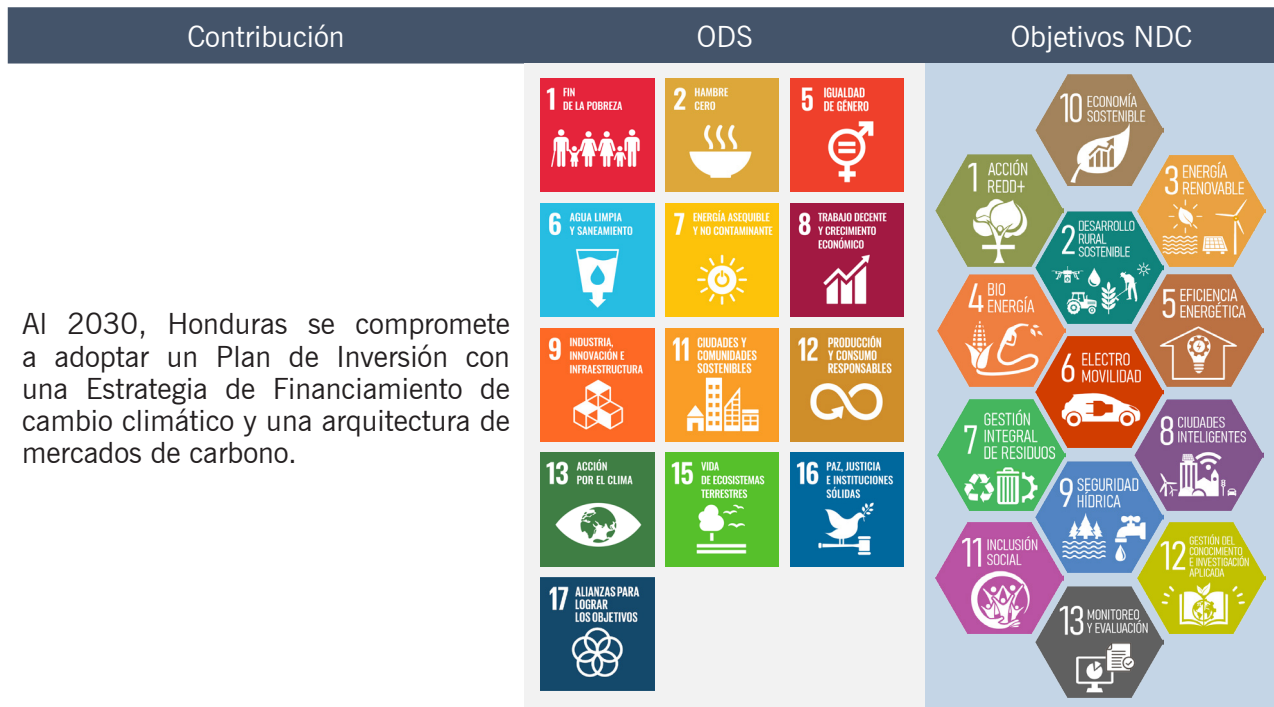 Contribución
ODS
Objetivos NDC
Al 2030, Honduras se compromete
a adoptar un Plan de Inversión con
una Estrategia de Financiamiento de
cambio climático y una arquitectura de
mercados de carbono.
1 FIN
DE LA POBREZA
2 HAMBRE
CERO
5 IGUALDAD
DE GÉNERO
6 AGUA LIMPIA
Y SANEAMIENTO
7 ENERGÍA ASEQUIBLE
Y NO CONTAMINANTE
8 TRABAJO DECENTE
Y CRECIMIENTO
ECONÓMICO
9 INDUSTRIA,
INNOVACIÓN E
INFRAESTRUCTURA
11 CIUDADES Y
COMUNIDADES
SOSTENIBLES
12 PRODUCCIÓN
Y CONSUMO
RESPONSABLES
13 ACCIÓN
POR EL CLIMA
15 VIDA
DE ECOSISTEMAS
TERRESTRES
16 PAZ, JUSTICIA
E INSTITUCIONES
SÓLIDAS
17 ALIANZAS PARA
LOGRAR
LOS OBJETIVOS
10 ECONOMÍA
SOSTENIBLE
1 ACCIÓN
REDD+
3 ENERGÍA
RENOVABLE
2 DESARROLLO
RURAL
SOSTENIBLE
4 BIO
ENERGÍA
5 EFICIENCIA
ENERGÉTICA
6 ELECTRO
MOVILIDAD
7 GESTIÓN
INTEGRAL
DE RESIDUOS
8 CIUDADES
INTELIGENTES
9 SEGURIDAD
HÍDRICA
11 INCLUSIÓN
SOCIAL
12 GESTIÓN DEL
CONOCIMIENTO
E INVESTIGACIÓN
APLICADA
13 MONITOREO
Y EVALUACIÓN